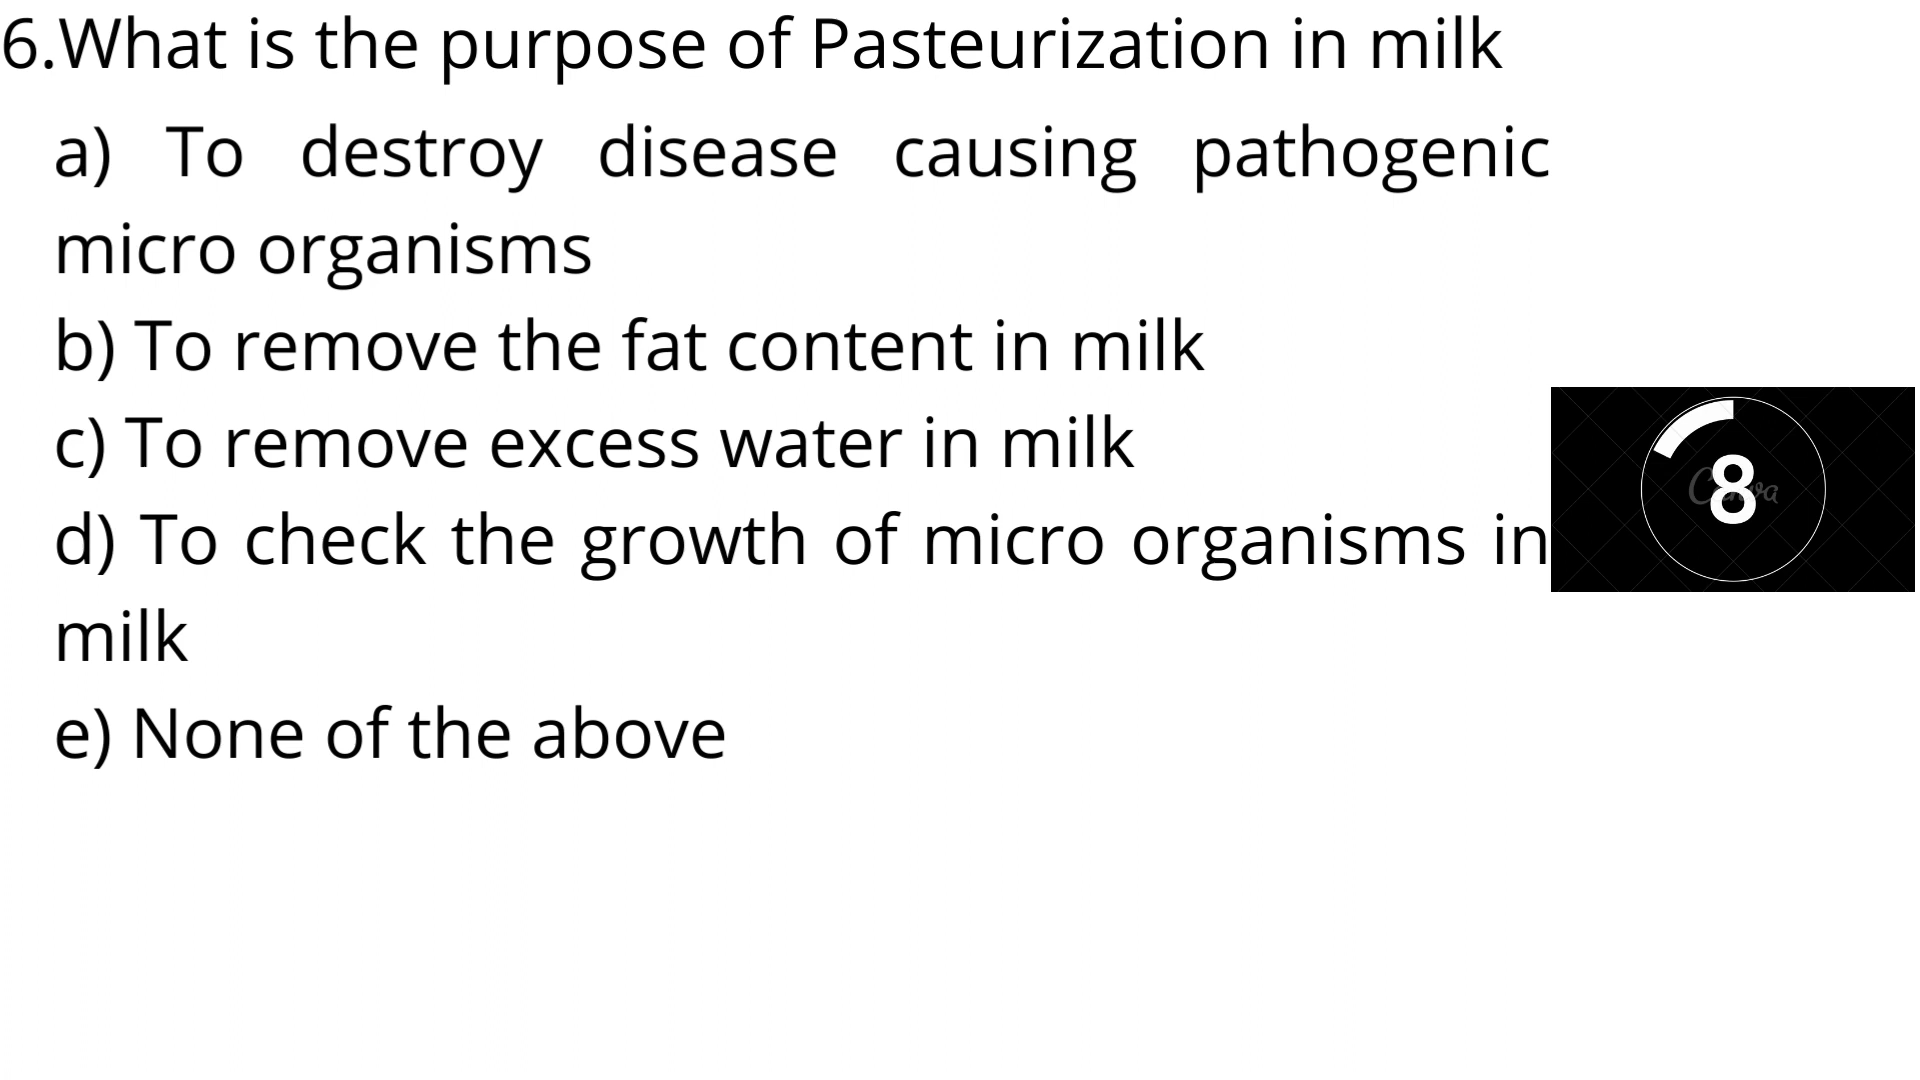 6.What is the purpose of Pasteurization in milk
a) To destroy disease causing pathogenic
micro organisms
b) To remove the fat content in milk
c) To remove excess water in milk
d) To check the growth of micro organisms in
milk
e) None of the above
8
Canva